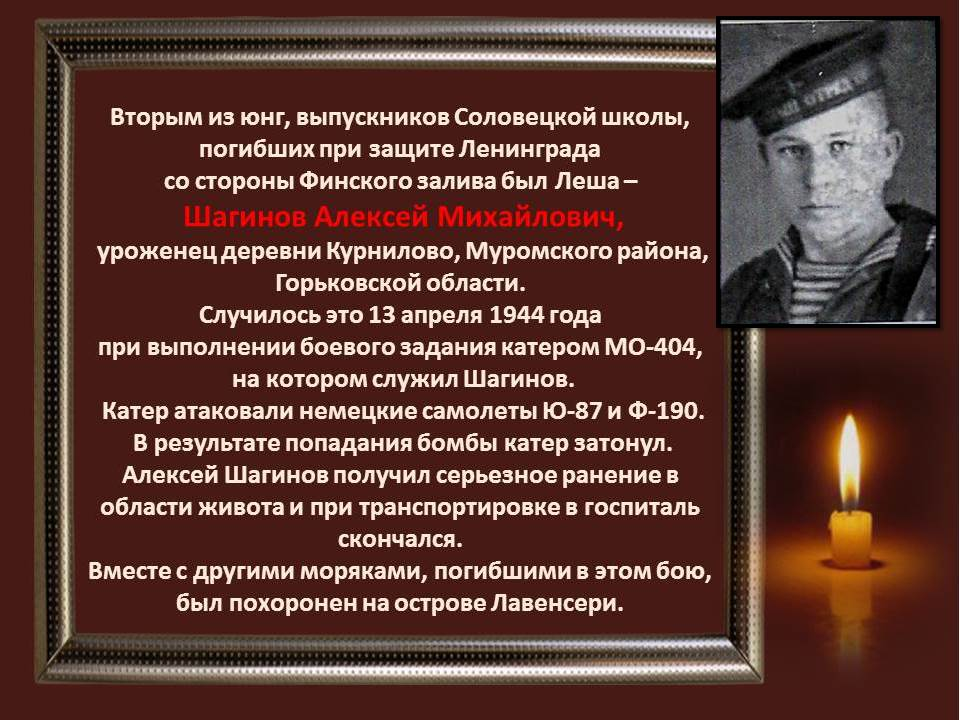 Вторым из юнг, выпускников Соловецкой школы,
погибших при защите Ленинграда
со стороны Финского залива был Леша –
Шагинов Алексей Михайлович,
уроженец деревни Курнилово, Муромского района,
Горьковской области.
Случилось это 13 апреля 1944 года
при выполнении боевого задания катером МО-404,
на котором служил Шагинов.
Катер атаковали немецкие самолеты Ю-87 и Ф-190.
В результате попадания бомбы катер затонул.
Алексей Шагинов получил серьезное ранение в
области живота и при транспортировке в госпиталь
скончался.
Вместе с другими моряками, погибшими в этом бою,
был похоронен на острове Лавенсери.